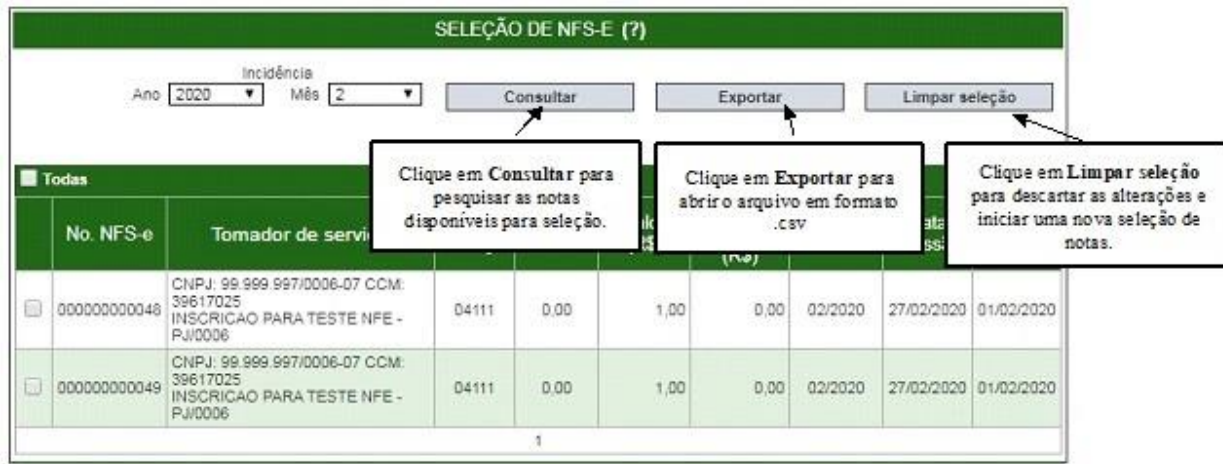 SELEÇÃO DE NFS-E (?)
Incidência
Ano 2020 Mês 2 Consultar Exportar Limpar seleção
Clique em Consultar para
pesquisar as notas
disponíveis para seleção.
Clique em Exportar para
abrir o arquivo em formato
.csv
Clique em Limpar seleção
para descartar as alterações e
iniciar uma nova seleção de
notas.
Todas
No. NFS-e Tomador de (R$)
000000000048 CNPJ: 99.999.997/0006-07 CCM:
39617025
INSCRICAO PARA TESTE NFE -
PJ/0006
04111 0,00 1,00 0,00 02/2020 27/02/2020 01/02/2020
000000000049 CNPJ: 99.999.997/0006-07 CCM:
39617025
INSCRICAO PARA TESTE NFE -
PJ/0006
04111 0,00 1,00 0,00 02/2020 27/02/2020 01/02/2020
1